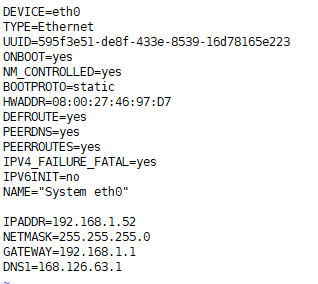 DEVICE=eth0
TYPE=Ethernet
UUID=595f3e51-de8f-433e-8539-16d78165e223
ONBOOT=yes
NM_CONTROLLED=yes
BOOTPROTO=static
HWADDR=08:00:27:46:97:D7
DEFROUTE=yes
PEERDNS=yes
PEERROUTES=yes
IPV4_FAILURE_FATAL=yes
IPV6INIT=no
NAME="System eth0"

IPADDR=192.168.1.52
NETMASK=255.255.255.0
GATEWAY=192.168.1.1
DNS1=168.126.63.1
~